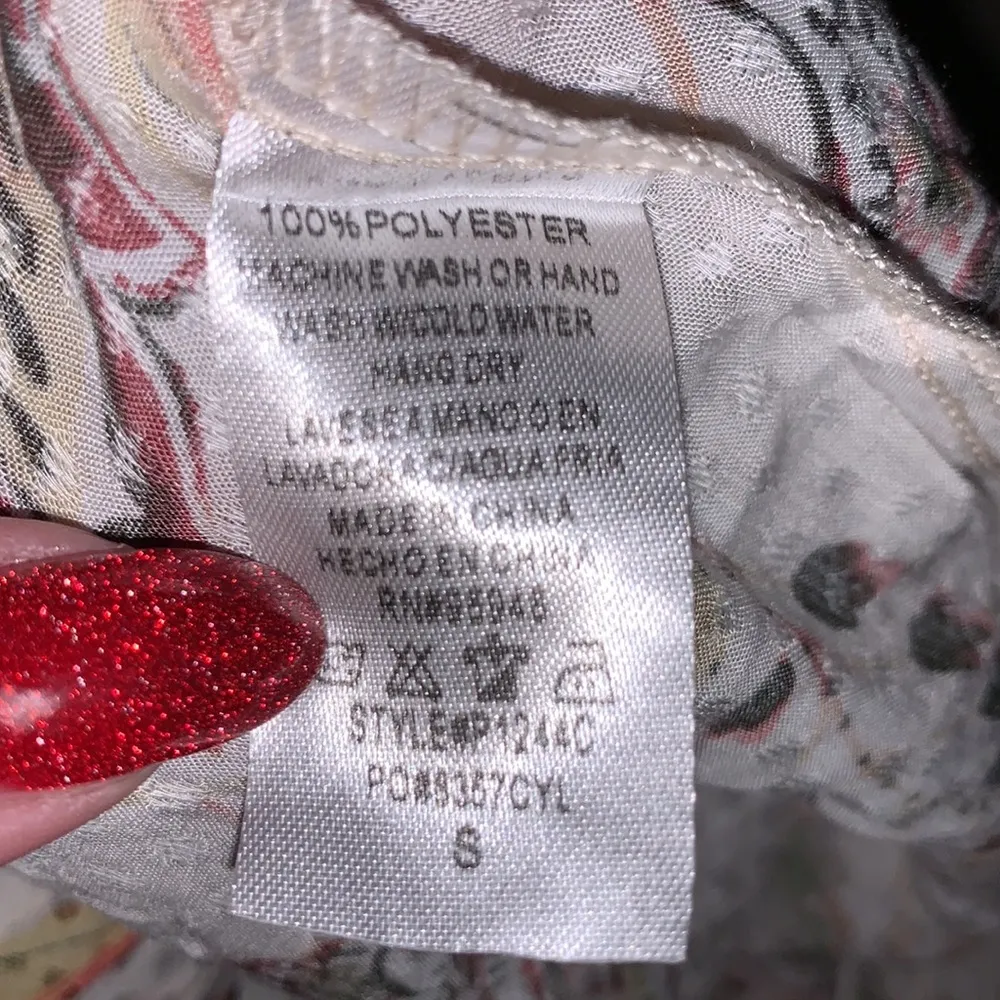 100% POLYESTER
MACHINE WASH OR HAND
WASH W/COLD WATER
HANG DRY
LAVESE A MANO O EN
LAVADORA C/AGUA FRIA
MADE IN CHINA
HECHO EN CHINA
STYLE#P1244C
PO#8357CYL
S